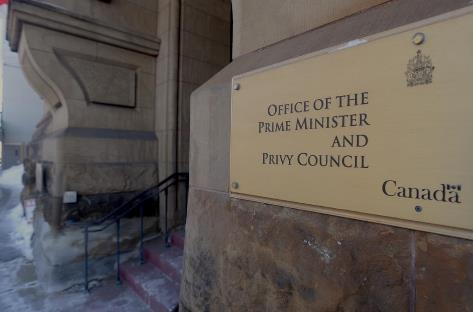 Office of the
Prime Minister
and
Privy Council
Canada